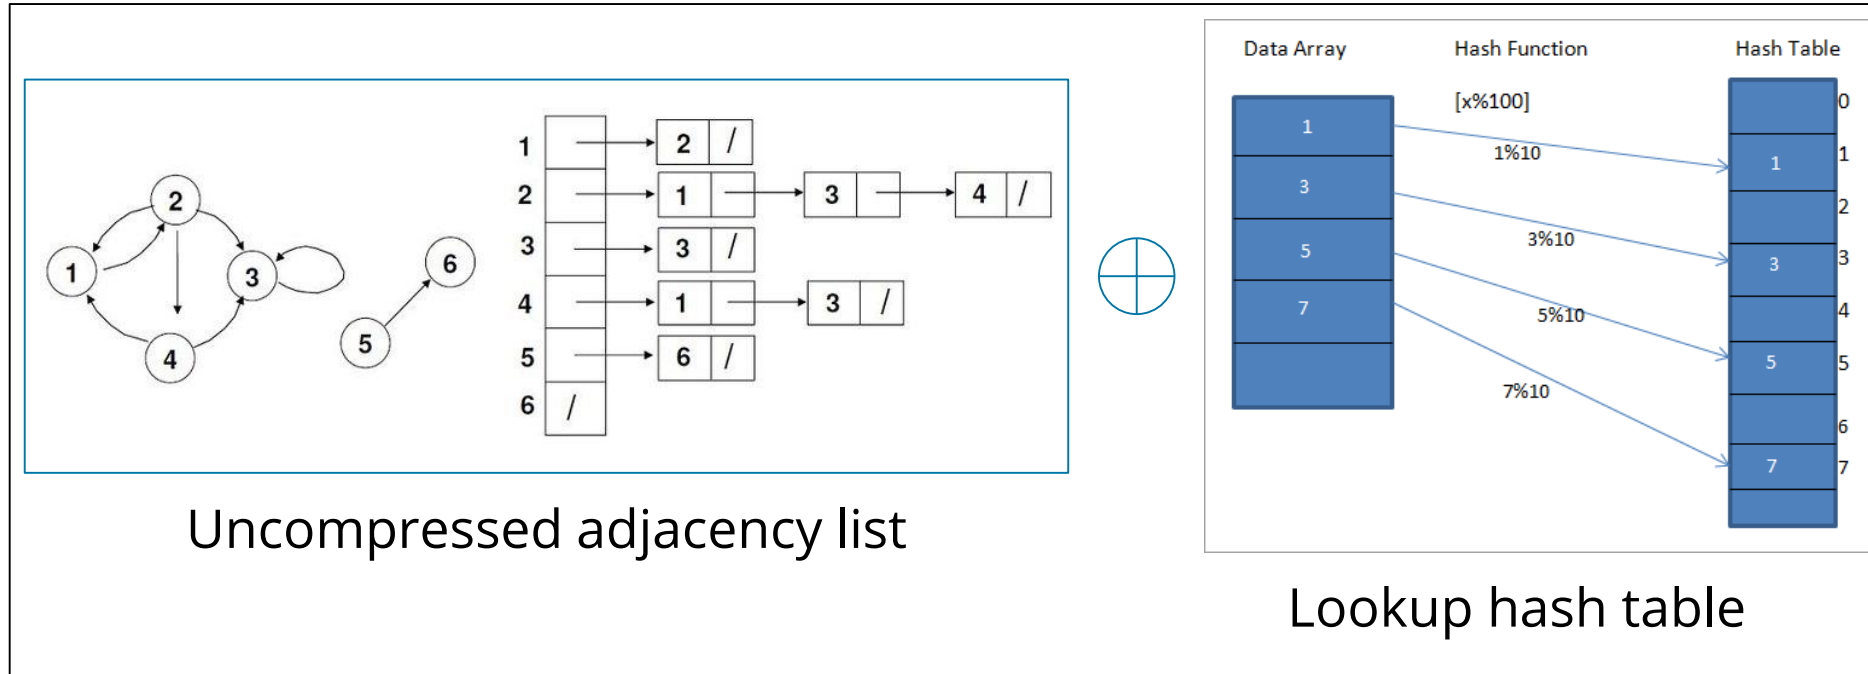 2
1
3
6
5
4
1 2 /
2 1 3 4 /
3 3 /
4 1 3 /
5 6 /
6 /
Uncompressed adjacency list
Data Array Hash Function Hash Table
[x%100]
1
3
5
7
1%10
3%10
5%10
7%10
0
1 1
2
3 3
4
5 5
6
7 7
Lookup hash table